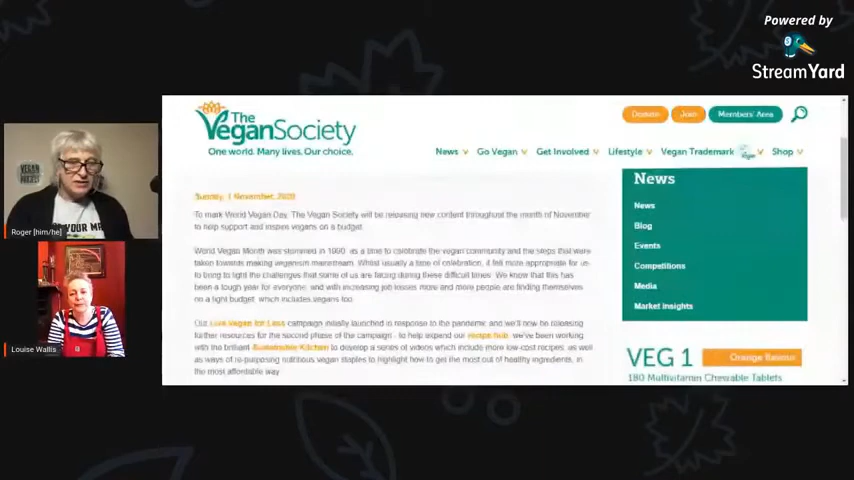 Powered by
StreamYard
The
VeganSociety
One world. Many lives. Our choice.
Donate
Join
Members' Area
News
Go Vegan
Get Involved
Lifestyle
Vegan Trademark
Shop
Sunday, 1 November, 2020
To mark World Vegan Day, The Vegan Society will be releasing new content throughout the month of November
to help support and inspire vegans on a budget.
World Vegan Month was as a time to celebrate the vegan community and the steps that were
taken towards making veganism mainstream. Whilst usually a time of celebration, it felt more appropriate for us
to bring to light the challenges that some of us are facing during these difficult times. We know that this has
been a tough year for everyone, and with increasing job losses more and more people are finding themselves
on a tight budget, which includes vegans too.
Our Live Vegan for Less campaign initially launched in response to the pandemic and we'll now be releasing
further resources for the second phase of the campaign - to help expand our recipe hub, we've been working
with the brilliant Sustainably Kitchen to develop a series of videos which include more low-cost recipes, as well
as ways of re-purposing nutritious vegan staples to highlight how to get the most out of healthy ingredients, in
the most affordable way.
News
News
Blog
Events
Competitions
Media
Market insights
VEG 1
Orange flavour
180 Multivitamin Chewable Tablets
VEGAN
Roger [him/he]
Louise Wallis